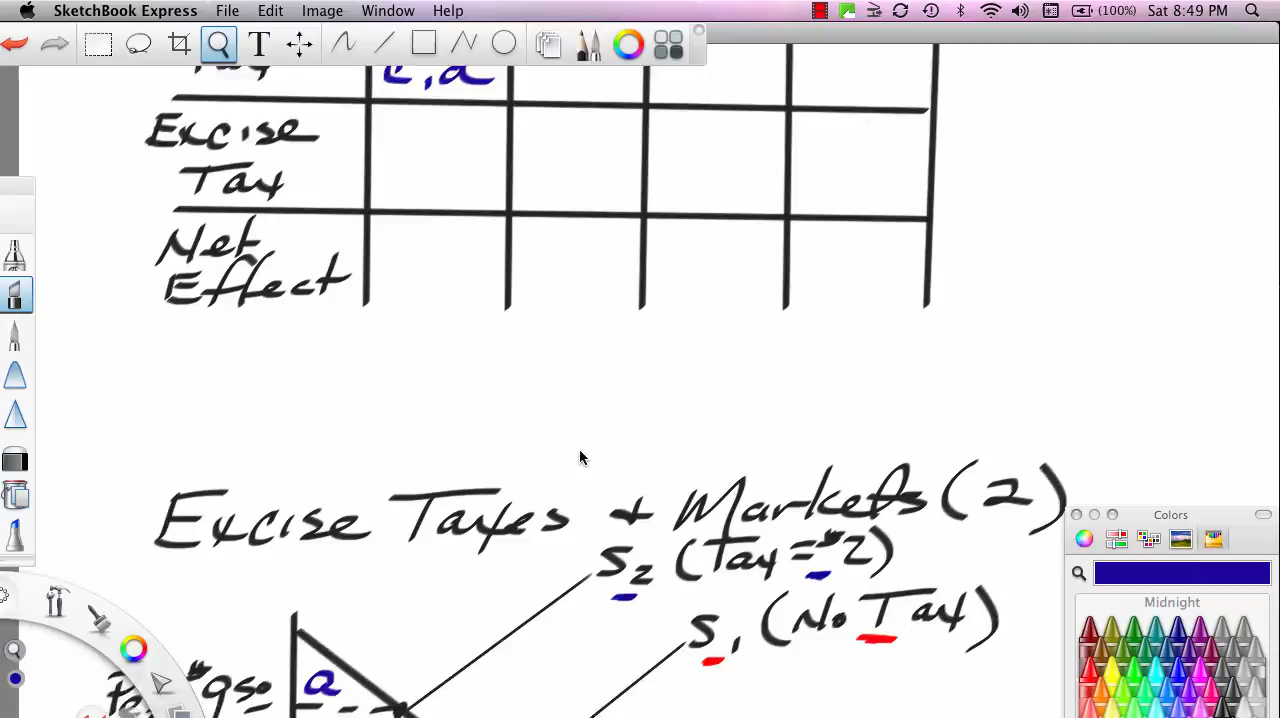 SketchBook Express File Edit Image Window Help (100%) Sat 8:49 PM
T
Tax
Excise
Tax
Net
Effect
Excise Taxes + Markets (2)
S2 (Tax = $2)
S1 (No Tax)
a
Colors
Midnight